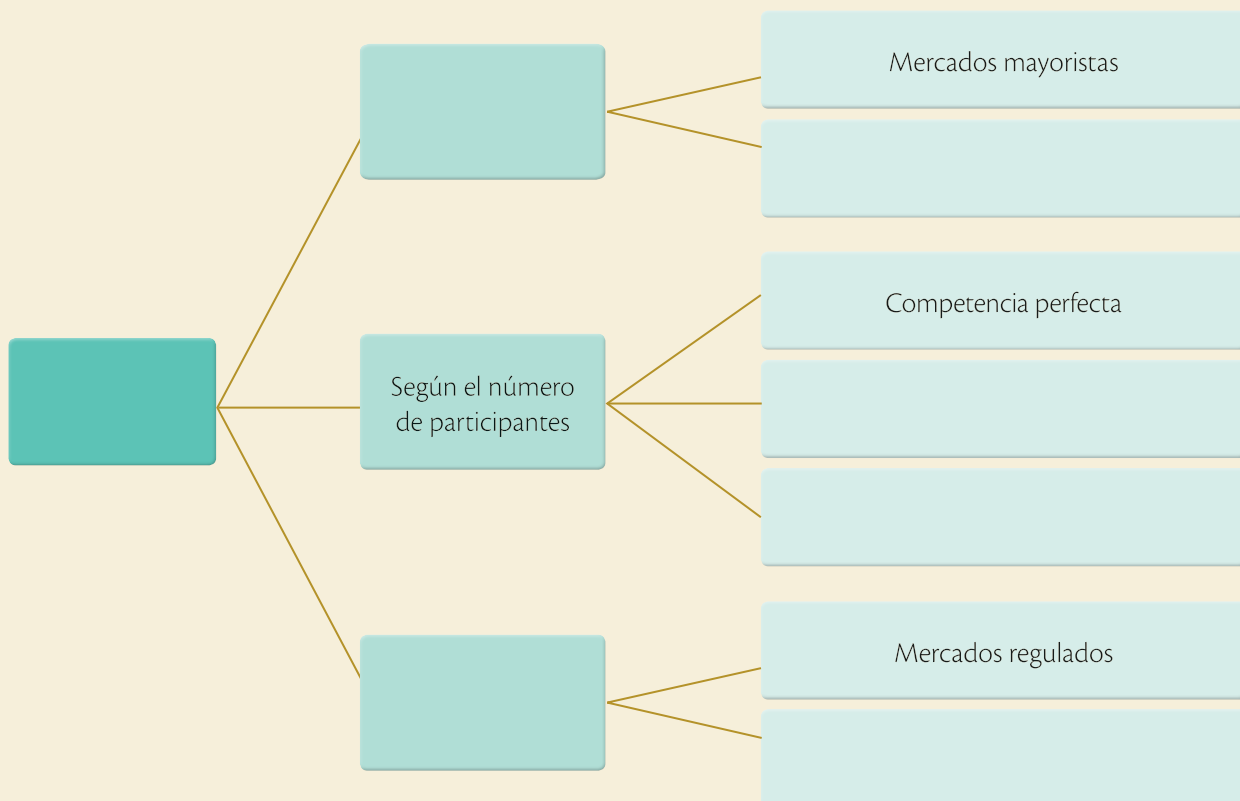 Mercados mayoristas
Competencia perfecta
Según el número
de participantes
Mercados regulados